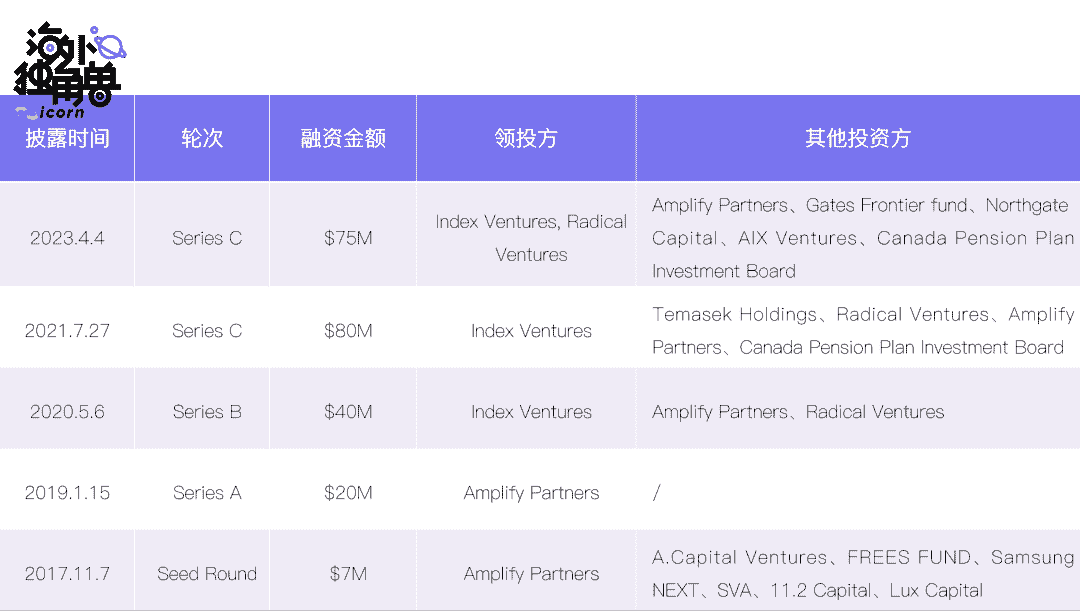 海外
独角兽
icorn
披露时间 轮次 融资金额 领投方 其他投资方
2023.4.4 Series C $75M Index Ventures, Radical Ventures Amplify Partners、Gates Frontier fund、Northgate Capital、AIX Ventures、Canada Pension Plan Investment Board
2021.7.27 Series C $80M Index Ventures Temasek Holdings、Radical Ventures、Amplify Partners、Canada Pension Plan Investment Board
2020.5.6 Series B $40M Index Ventures Amplify Partners、Radical Ventures
2019.1.15 Series A $20M Amplify Partners /
2017.11.7 Seed Round $7M Amplify Partners A.Capital Ventures、FREES FUND、Samsung NEXT、SVA、11.2 Capital、Lux Capital